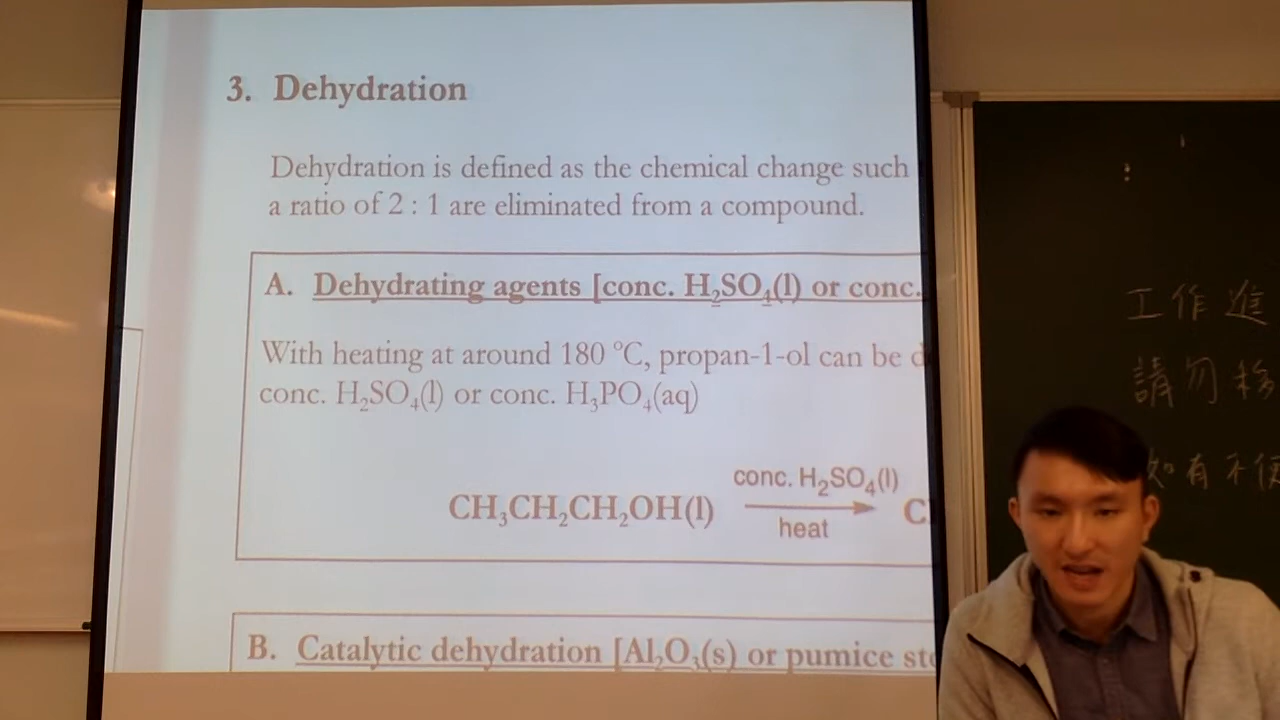 3. Dehydration
Dehydration is defined as the chemical change such
a ratio of 2 : 1 are eliminated from a compound.
A. Dehydrating agents [conc. H₂SO₄(l) or conc.
With heating at around 180 °C, propan-1-ol can be
conc. H₂SO₄(l) or conc. H₃PO₄(aq)
conc. H₂SO₄(l)
CH₃CH₂CH₂OH(l) → C
heat
B. Catalytic dehydration [Al₂O₃(s) or pumice
工作進
請勿移
如有不便